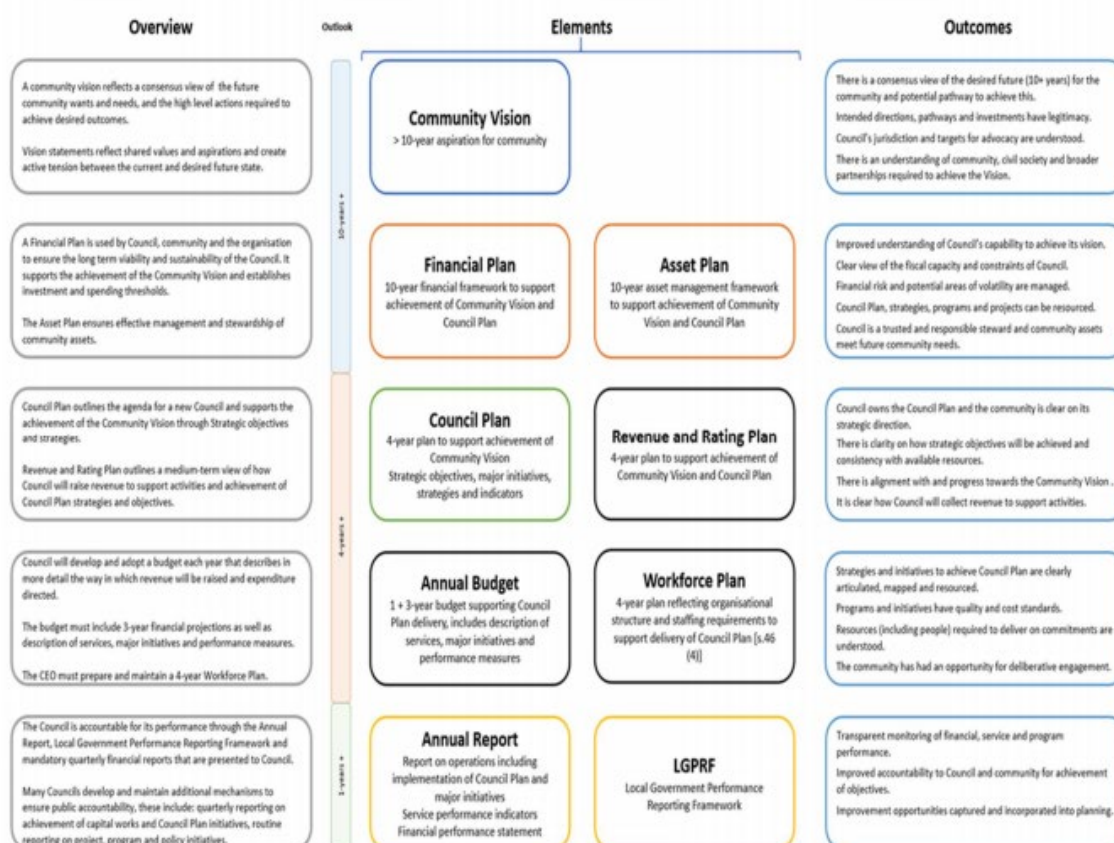 Overview
Outlook
Elements
Outcomes
A community vision reflects a consensus view of the future
community wants and needs, and the high level actions required to
achieve desired outcomes.
Vision statements reflect shared values and aspirations and create
active tension between the current and desired future state.
10-years +
Community Vision
> 10-year aspiration for community
There is a consensus view of the desired future (10+ years) for the
community and potential pathway to achieve this.
Intended directions, pathways and investments have legitimacy.
Council's jurisdiction and targets for advocacy are understood.
There is an understanding of community, civil society and broader
partnerships required to achieve the Vision.
A Financial Plan is used by Council, community and the organisation
to ensure the long term viability and sustainability of the Council. It
supports the achievement of the Community Vision and establishes
investment and spending thresholds.
The Asset Plan ensures effective management and stewardship of
community assets.
Financial Plan
10-year financial framework to support
achievement of Community Vision and
Council Plan
Asset Plan
10-year asset management framework
to support achievement of Community
Vision and Council Plan
Improved understanding of Council's capability to achieve its vision.
Clear view of the fiscal capacity and constraints of Council.
Financial risk and potential areas of volatility are managed.
Council Plan, strategies, programs and projects can be resourced.
Council is a trusted and responsible steward and community assets
meet future community needs.
Council Plan outlines the agenda for a new Council and supports the
achievement of the Community Vision through Strategic objectives
and strategies.
Revenue and Rating Plan outlines a medium-term view of how
Council will raise revenue to support activities and achievement of
Council Plan strategies and objectives.
4-years +
Council Plan
4-year plan to support achievement of
Community Vision
Strategic objectives, major initiatives,
strategies and indicators
Revenue and Rating Plan
4-year plan to support achievement of
Community Vision and Council Plan
Council owns the Council Plan and the community is clear on its
strategic direction.
There is clarity on how strategic objectives will be achieved and
consistency with available resources.
There is alignment with and progress towards the Community Vision .
It is clear how Council will collect revenue to support activities.
Council will develop and adopt a budget each year that describes in
more detail the way in which revenue will be raised and expenditure
directed.
The budget must include 3-year financial projections as well as
description of services, major initiatives and performance measures.
The CEO must prepare and maintain a 4-year Workforce Plan.
Annual Budget
1 + 3-year budget supporting Council
Plan delivery, includes description of
services, major initiatives and
performance measures
Workforce Plan
4-year plan reflecting organisational
structure and staffing requirements to
support delivery of Council Plan [s.46
(4)]
Strategies and initiatives to achieve Council Plan are clearly
articulated, mapped and resourced.
Programs and initiatives have quality and cost standards.
Resources (including people) required to deliver on commitments are
understood.
The community has had an opportunity for deliberative engagement.
The Council is accountable for its performance through the Annual
Report, Local Government Performance Reporting Framework and
mandatory quarterly financial reports that are presented to Council.
Many Councils develop and maintain additional mechanisms to
ensure public accountability, these include: quarterly reporting on
achievement of capital works and Council Plan initiatives, routine
reporting on project, program and policy initiatives.
1-years +
Annual Report
Report on operations including
implementation of Council Plan and
major initiatives
Service performance indicators
Financial performance statement
LGPRF
Local Government Performance
Reporting Framework
Transparent monitoring of financial, service and program
performance.
Improved accountability to Council and community for achievement
of objectives.
Improvement opportunities captured and incorporated into planning.